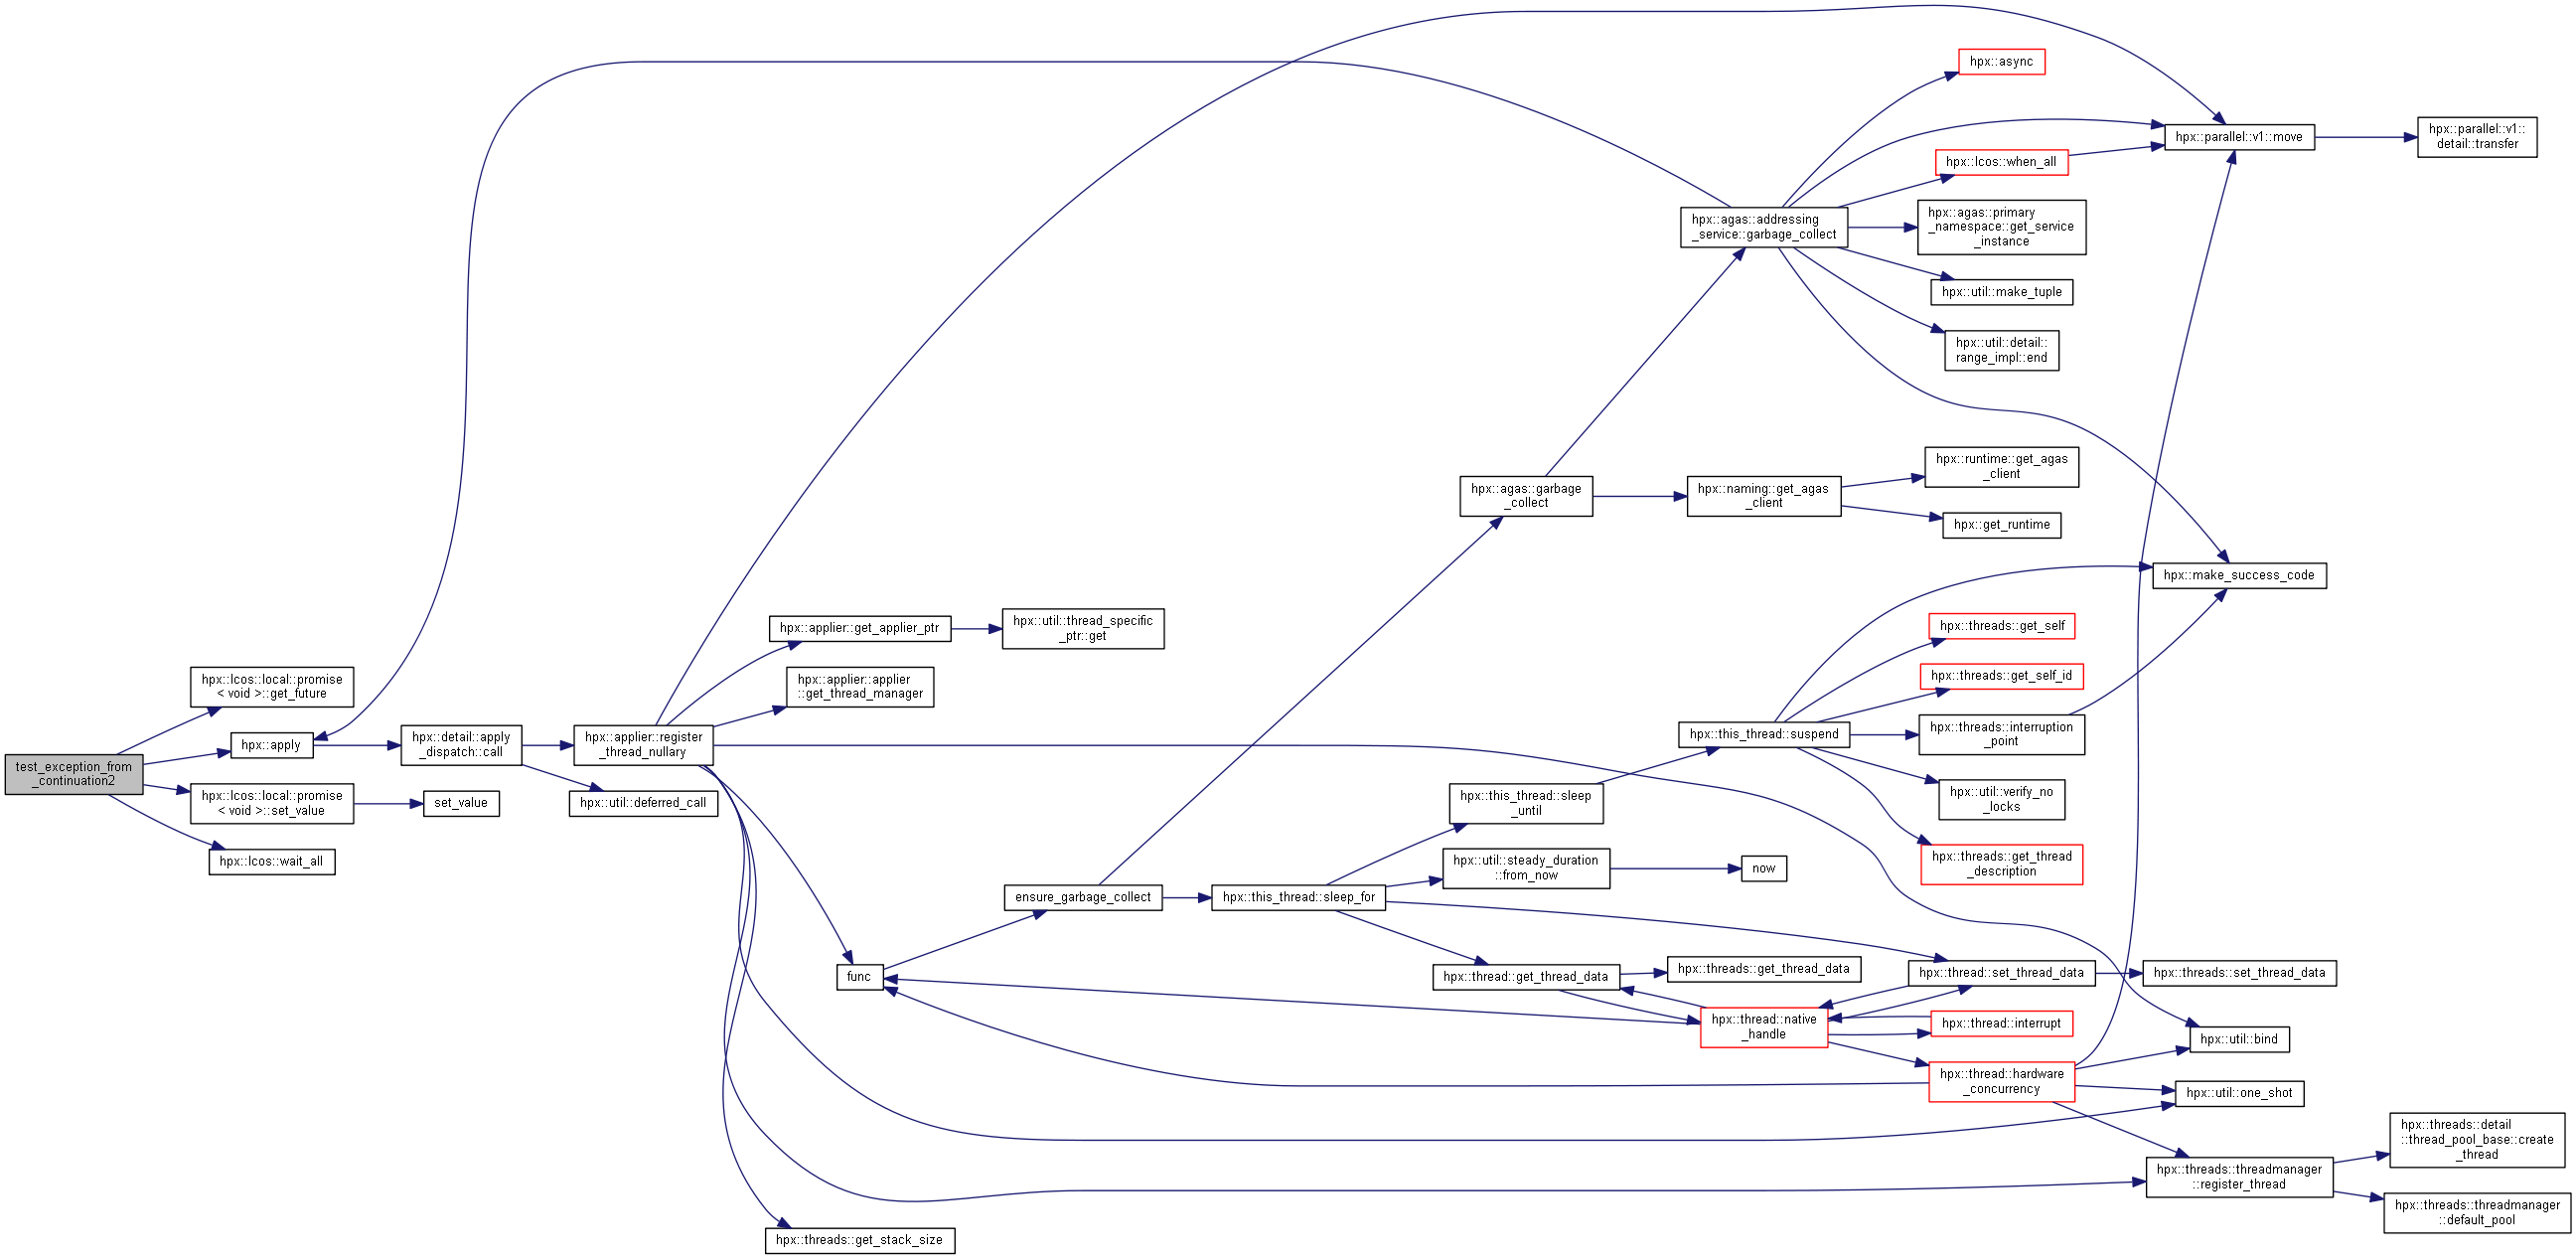 test_exception_from
_continuation2
hpx::lcos::local::promise
< void >::get_future
hpx::apply
hpx::lcos::local::promise
< void >::set_value
hpx::lcos::wait_all
set_value
hpx::detail::apply
_dispatch::call
hpx::applier::register
_thread_nullary
hpx::util::deferred_call
hpx::applier::get_applier_ptr
hpx::util::thread_specific
_ptr::get
hpx::applier::applier
::get_thread_manager
func
hpx::threads::get_stack_size
ensure_garbage_collect
hpx::this_thread::sleep_for
hpx::agas::garbage
_collect
hpx::this_thread::sleep
_until
hpx::util::steady_duration
::from_now
now
hpx::thread::get_thread_data
hpx::threads::get_thread_data
hpx::agas::addressing
_service::garbage_collect
hpx::naming::get_agas
_client
hpx::this_thread::suspend
hpx::thread::native
_handle
hpx::async
hpx::lcos::when_all
hpx::agas::primary
_namespace::get_service
_instance
hpx::util::make_tuple
hpx::util::detail::
range_impl::end
hpx::runtime::get_agas
_client
hpx::get_runtime
hpx::threads::get_self
hpx::threads::get_self_id
hpx::threads::interruption
_point
hpx::util::verify_no
_locks
hpx::threads::get_thread
_description
hpx::thread::set_thread_data
hpx::thread::interrupt
hpx::thread::hardware
_concurrency
hpx::parallel::v1::move
hpx::parallel::v1::
detail::transfer
hpx::make_success_code
hpx::threads::set_thread_data
hpx::util::bind
hpx::util::one_shot
hpx::threads::threadmanager
::register_thread
hpx::threads::detail
::thread_pool_base::create
_thread
hpx::threads::threadmanager
::default_pool